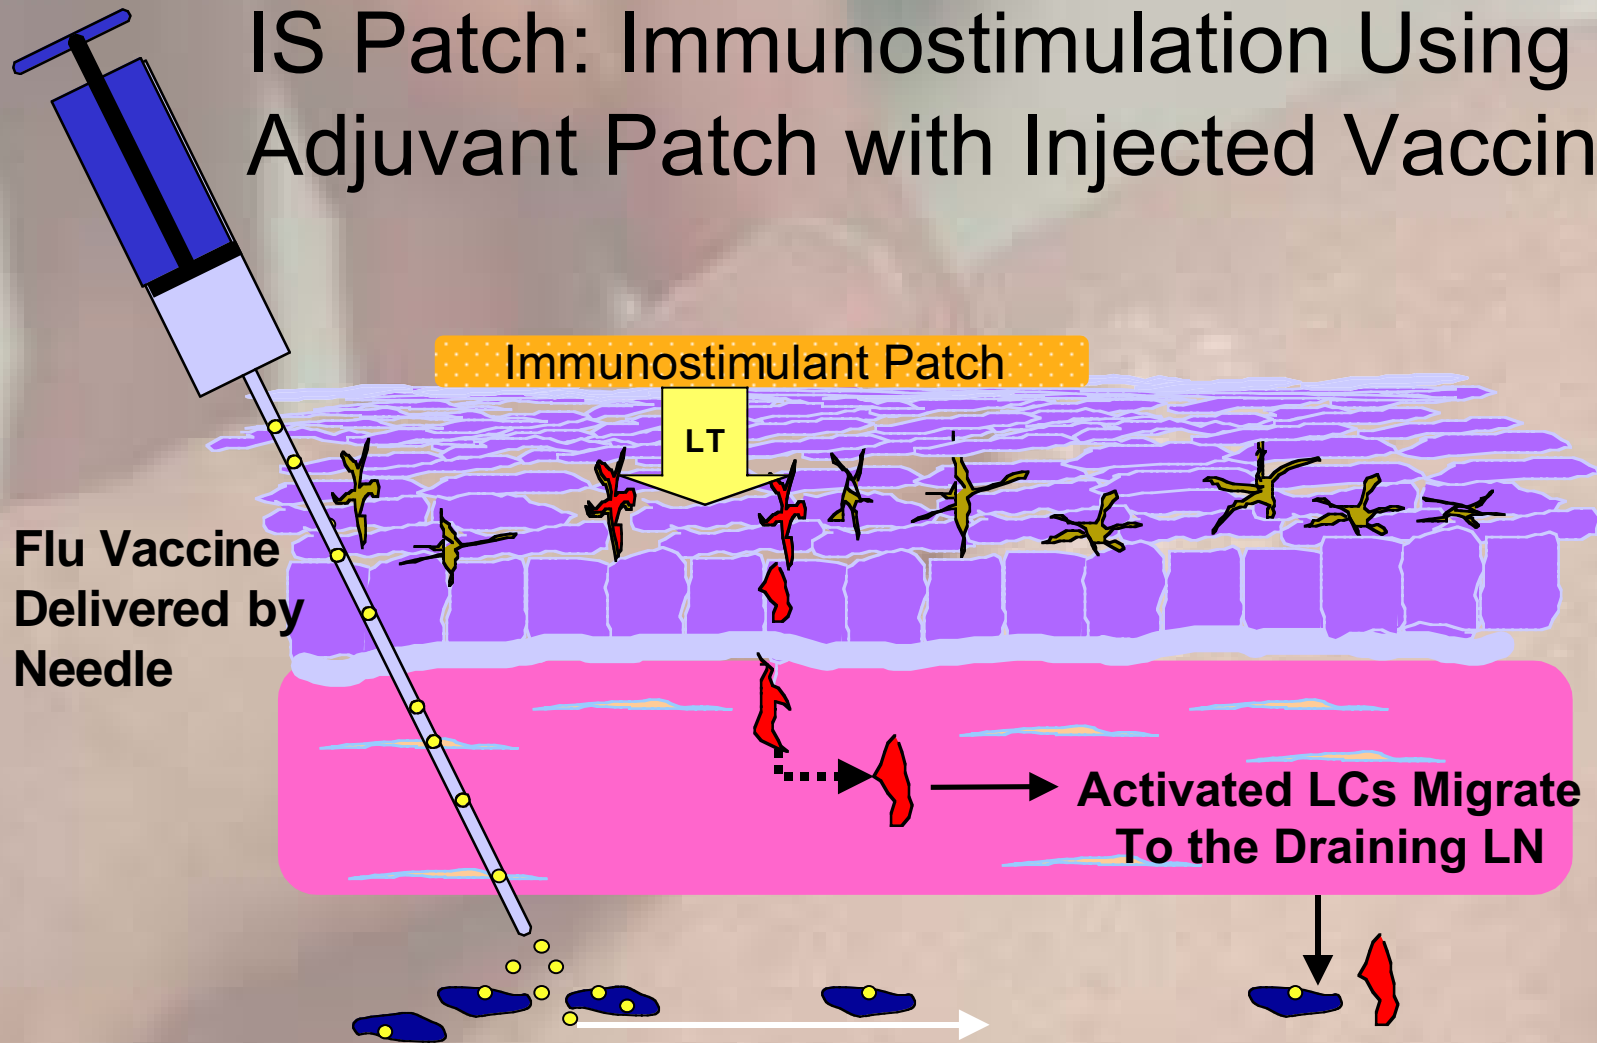 IS Patch: Immunostimulation Using
Adjuvant Patch with Injected Vaccin
Immunostimulant Patch
LT
Flu Vaccine
Delivered by
Needle
Activated LCs Migrate
To the Draining LN